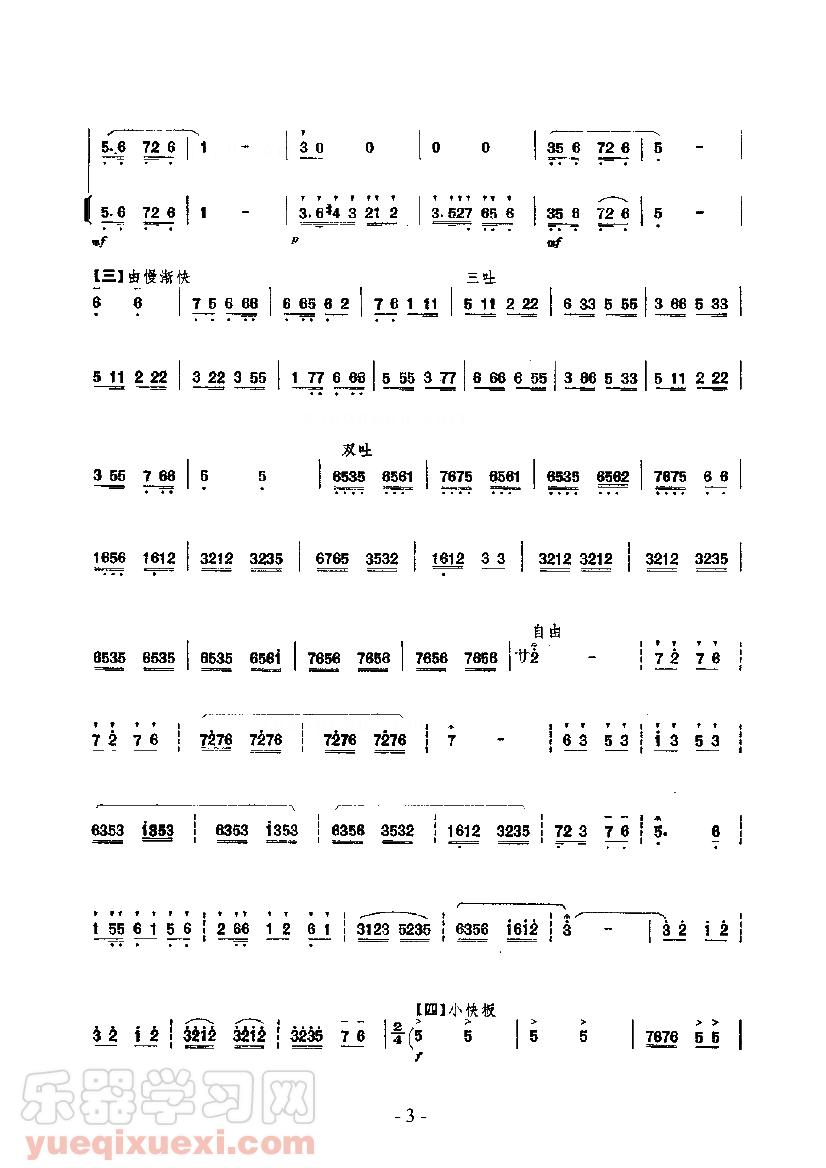 5. 6 7 2 6 | 1 - | 3 0 0 | 0 0 | 35 6 72 6 | 5 - |
5. 6 7 2 6 | 1 - | 3. 6 #4 3 21 2 | 3. 527 65 6 | 35 6 72 6 | 5 - |
mf p mf
【三】由慢渐快 三吐
6 6 | 7 5 6 66 | 6 65 6 2 | 7 6 1 11 | 5 11 2 22 | 6 33 5 55 | 3 66 5 33 |
5 11 2 22 | 3 22 3 55 | 1 77 6 66 | 5 55 3 77 | 6 66 6 55 | 3 66 5 33 | 5 11 2 22 |
双吐
3 55 7 66 | 5 5 | 6535 6561 | 7675 6561 | 6535 6562 | 7675 6 6 |
1656 1612 | 3212 3235 | 6765 3532 | 1612 3 3 | 3212 3212 | 3212 3235 |
自由
6535 6535 | 6535 6561 | 7656 7656 | 7656 7656 | 廿2 - ¦ 7 2 7 6 ¦
7 2 7 6 ¦ 7276 7276 ¦ 7276 7276 ¦ 7 - ¦ 6 3 5 3 ¦ 1 3 5 3 ¦
6353 1353 ¦ 6353 1353 ¦ 6356 3532 ¦ 1612 3235 ¦ 72 3 7 6 ¦ 5. 6 ¦
1 55 6 1 5 6 ¦ 2 66 1 2 6 1 ¦ 3123 5235 ¦ 6356 1612 ¦ 3 - | 3 2 1 2 ¦
【四】小快板
3 2 1 2 ¦ 3212 3212 ¦ 3235 7 6 ¦ 2/4 (5 5 | 5 5 | 7676 5 5 |
f
乐器学习网
yueqixuexi.com
- 3 -